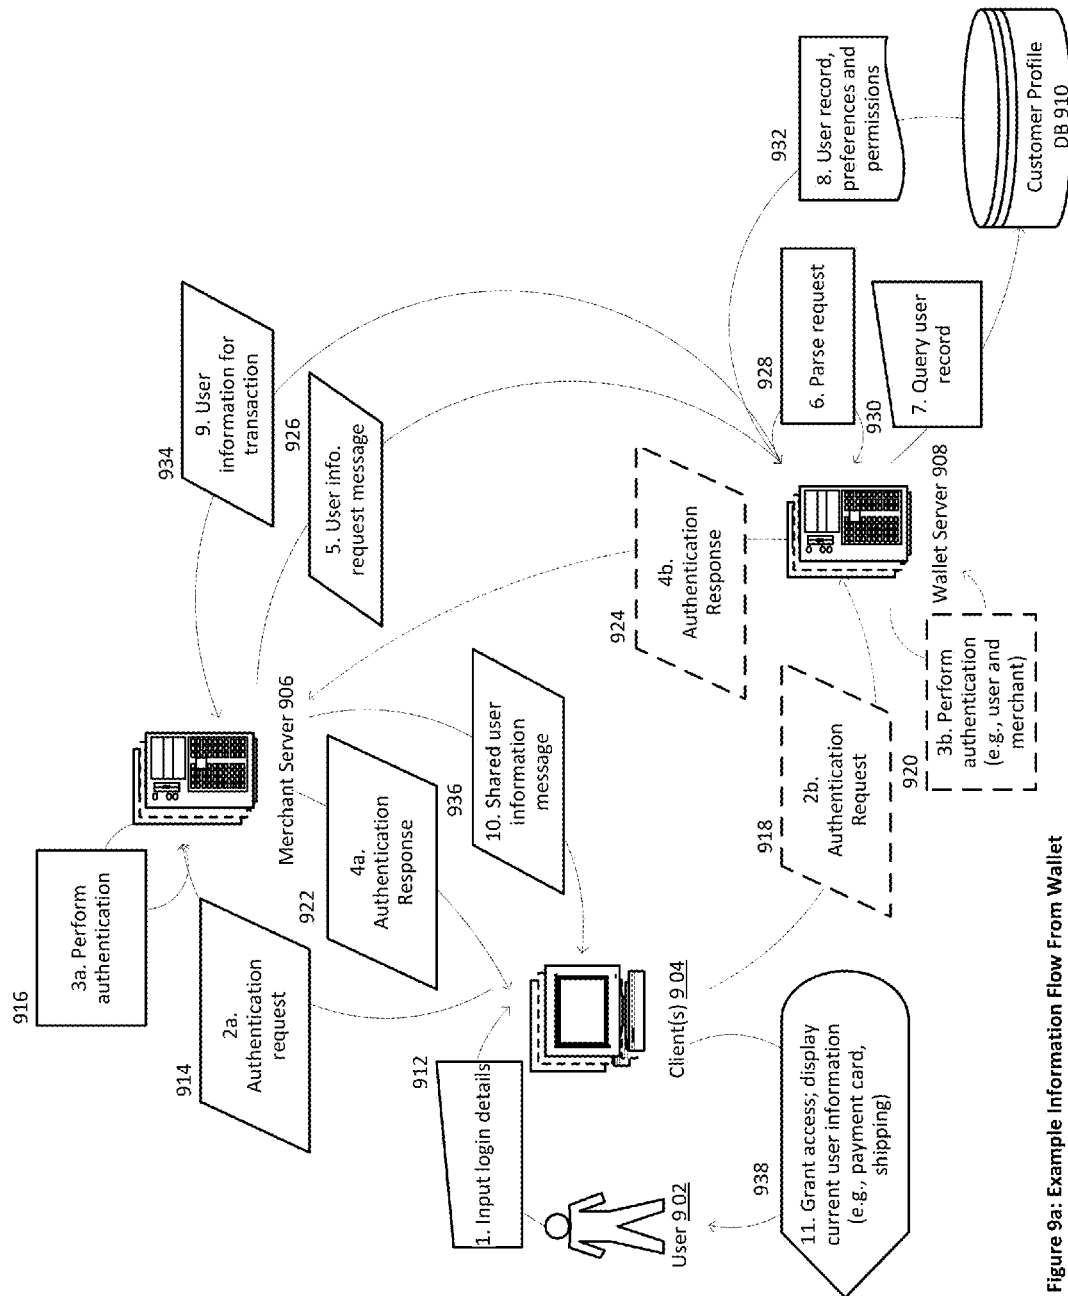 916
3a. Perform
authentication
914
2a.
Authentication
request
Merchant Server 906
922
4a.
Authentication
Response
912
1. Input login details
User 902
Client(s) 904
938
11. Grant access; display
current user information
(e.g., payment card,
shipping)
934
9. User
information for
transaction
926
5. User info.
request message
936
10. Shared user
information
message
924
4b.
Authentication
Response
918
2b.
Authentication
Request
920
3b. Perform
authentication
(e.g., user and
merchant)
Wallet Server 908
928
6. Parse request
930
7. Query user
record
932
8. User record,
preferences and
permissions
Customer Profile
DB 910
Figure 9a: Example Information Flow From Wallet